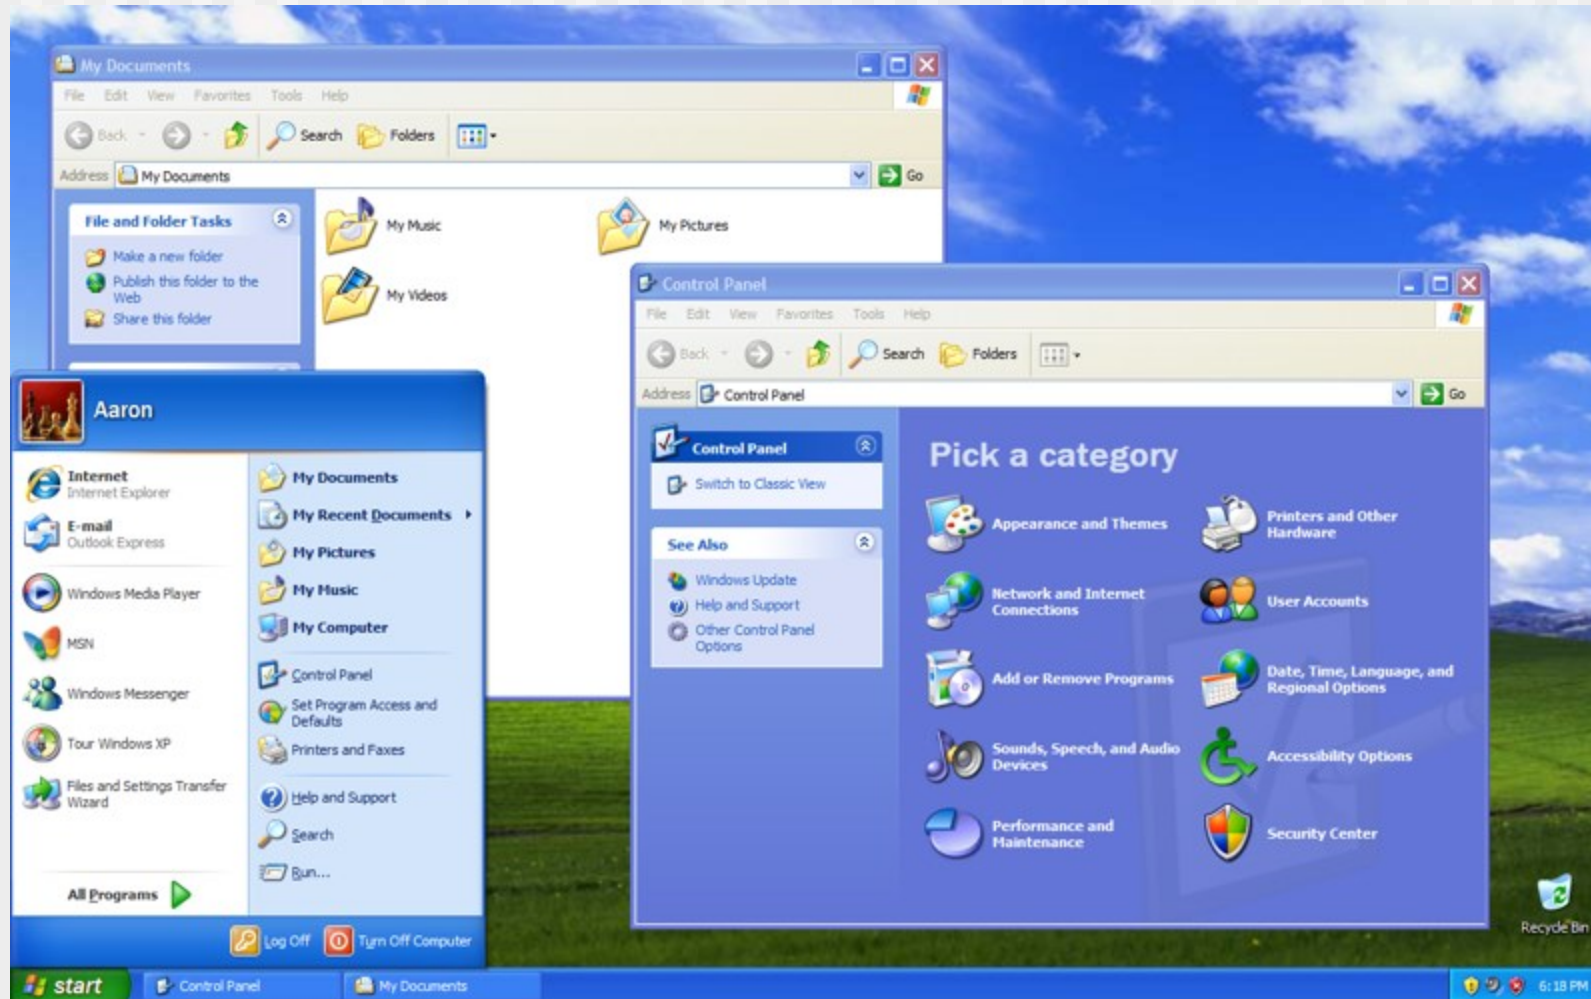 My Documents
File Edit View Favorites Tools Help
Back Search Folders
Address My Documents Go
File and Folder Tasks
Make a new folder
Publish this folder to the
Web
Share this folder
My Music
My Pictures
My Videos
Control Panel
File Edit View Favorites Tools Help
Back Search Folders
Address Control Panel Go
Control Panel
Switch to Classic View
See Also
Windows Update
Help and Support
Other Control Panel
Options
Pick a category
Appearance and Themes
Printers and Other
Hardware
Network and Internet
Connections
User Accounts
Add or Remove Programs
Date, Time, Language, and
Regional Options
Sounds, Speech, and Audio
Devices
Accessibility Options
Performance and
Maintenance
Security Center
Aaron
Internet
Internet Explorer
E-mail
Outlook Express
Windows Media Player
MSN
Windows Messenger
Tour Windows XP
Files and Settings Transfer
Wizard
All Programs
My Documents
My Recent Documents
My Pictures
My Music
My Computer
Control Panel
Set Program Access and
Defaults
Printers and Faxes
Help and Support
Search
Run...
Log Off Turn Off Computer
Recycle Bin
start Control Panel My Documents 6:18 PM